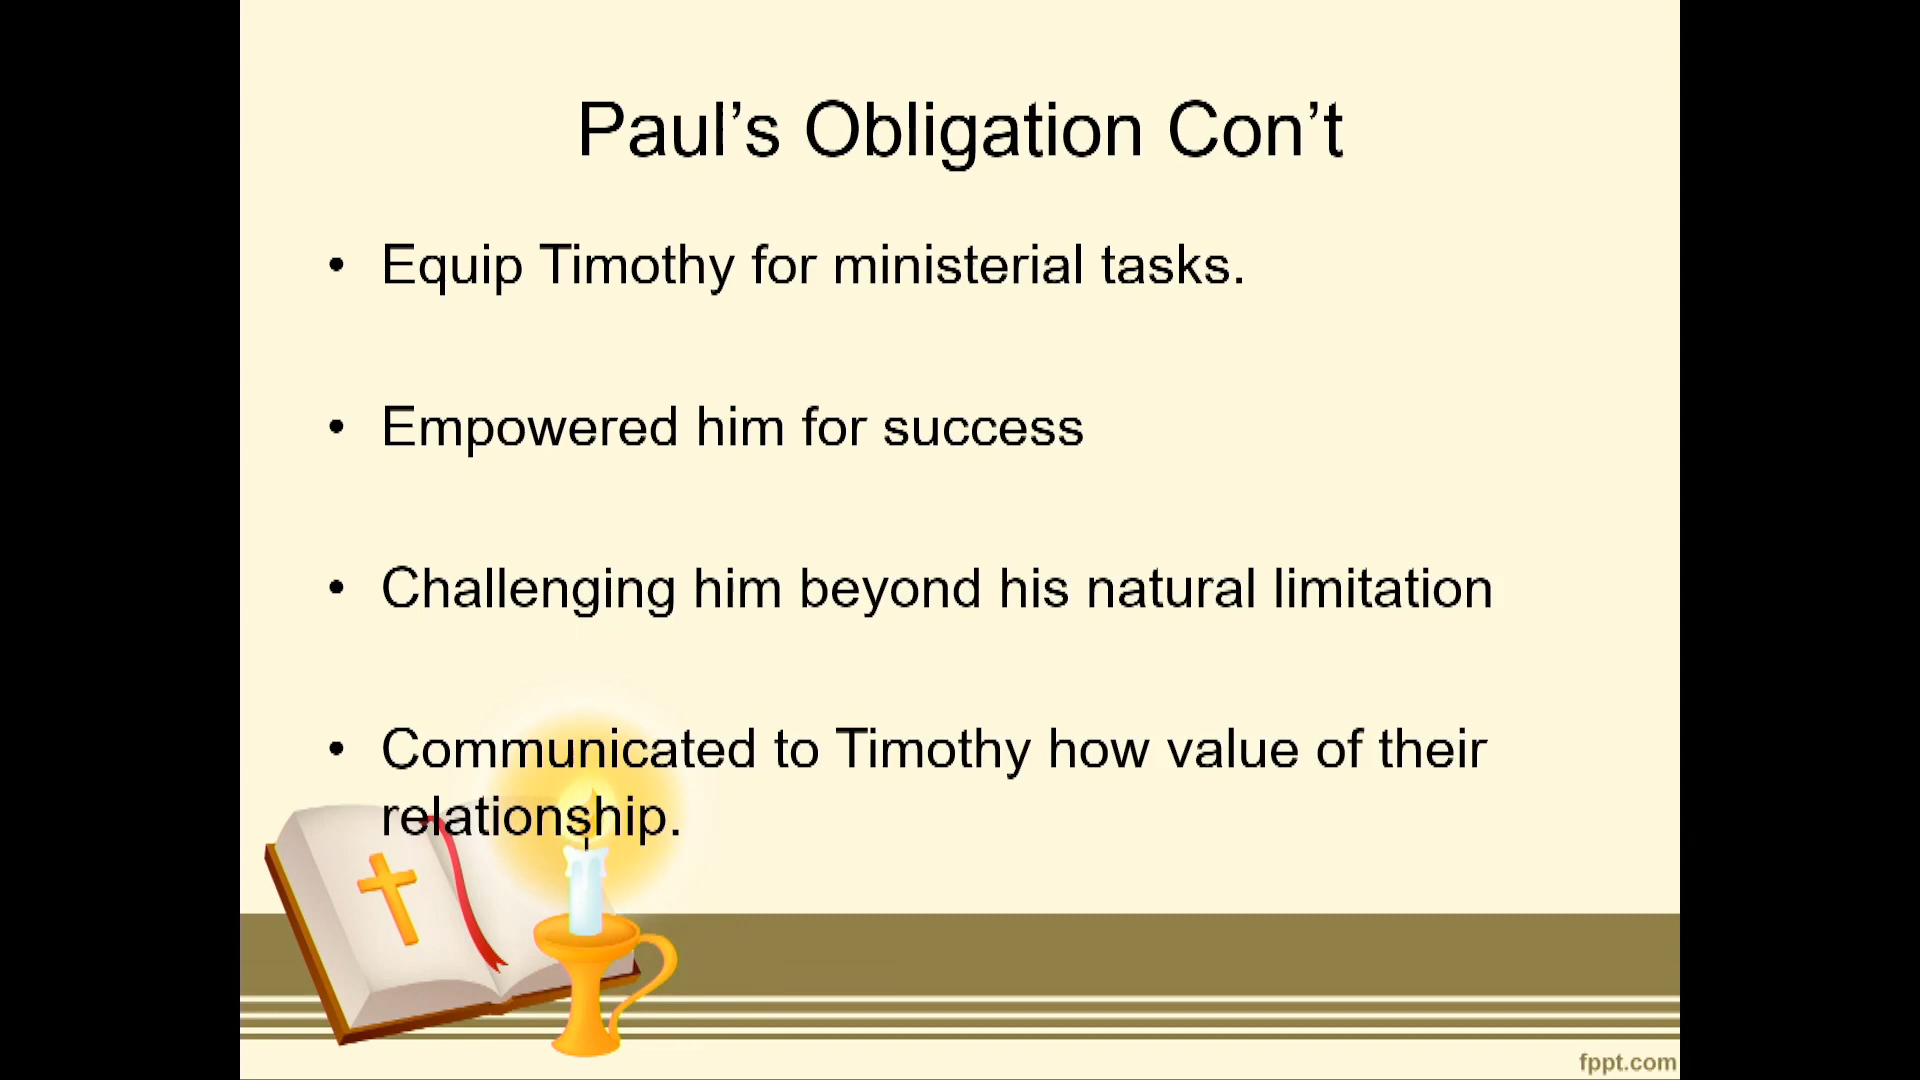 Paul’s Obligation Con’t
• Equip Timothy for ministerial tasks.
• Empowered him for success
• Challenging him beyond his natural limitation
• Communicated to Timothy how value of their
relationship.
fppt.com